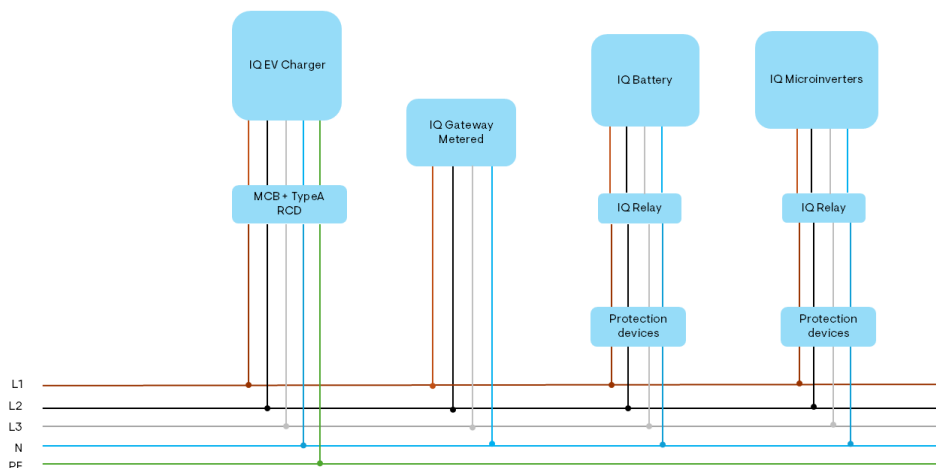 IQ EV Charger
IQ Gateway
Metered
IQ Battery
IQ Microinverters
MCB + TypeA
RCD
IQ Relay
IQ Relay
Protection
devices
Protection
devices
L1
L2
L3
N
PE